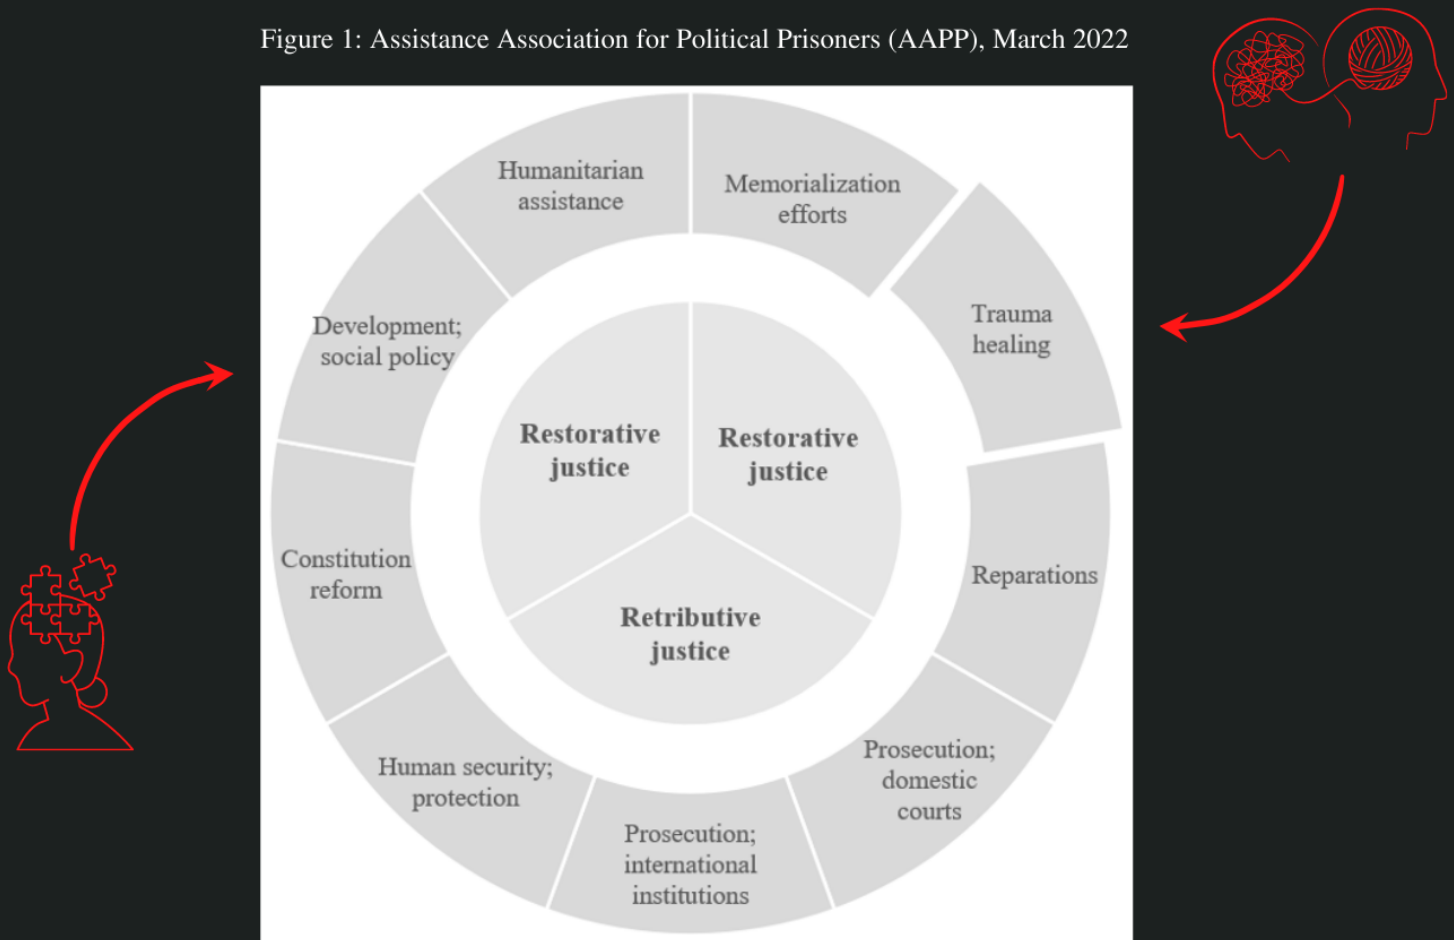 Figure 1: Assistance Association for Political Prisoners (AAPP), March 2022
Humanitarian
assistance
Memorialization
efforts
Trauma
healing
Development;
social policy
Restorative
justice
Restorative
justice
Constitution
reform
Reparations
Retributive
justice
Human security;
protection
Prosecution;
domestic
courts
Prosecution;
international
institutions